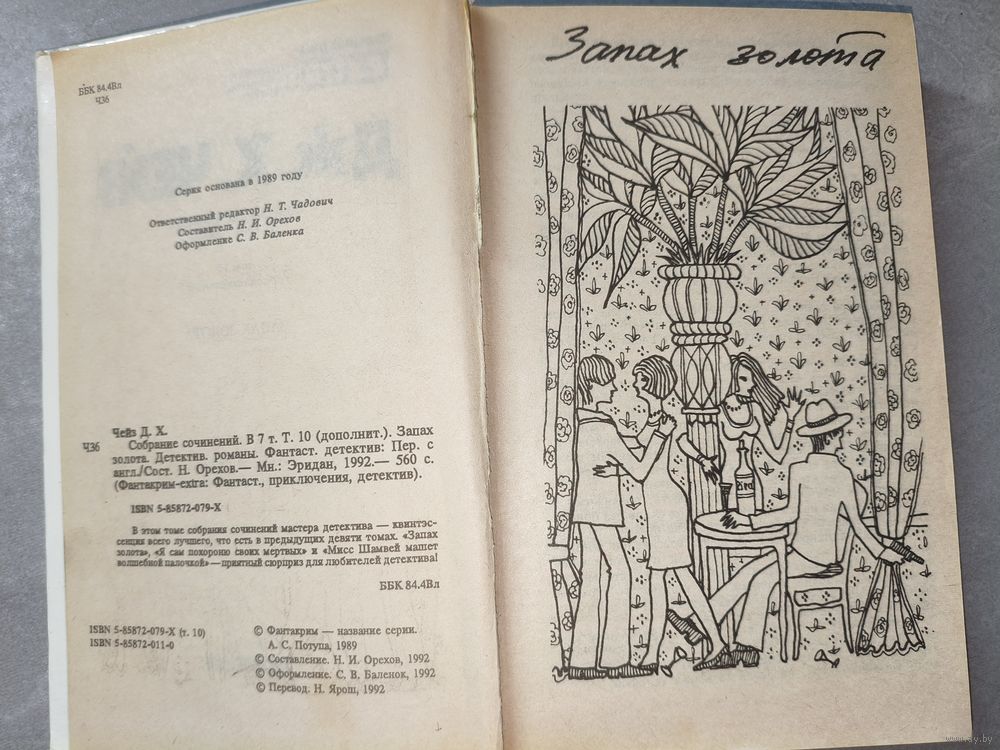 ББК 84.4Вл
Ч36
Серия основана в 1989 году
Ответственный редактор Н. Т. Чадович
Составитель Н. И. Орехов
Оформление С. В. Баленка
Чейз Д. Х.
Ч36 Собрание сочинений. В 7 т. Т. 10 (дополнит.). Запах
золота. Детектив. романы. Фантаст. детектив: Пер. с
англ./Сост. Н. Орехов.— Мн.: Эридан, 1992.— 560 с.
(Фантакрим-extra: Фантаст., приключения, детектив).
ISBN 5-85872-079-X
В этом томе собрания сочинений мастера детектива — квинтэс-
сенция всего лучшего, что есть в предыдущих девяти томах. «Запах
золота», «Я сам похороню своих мертвых» и «Мисс Шамвей машет
волшебной палочкой» — приятный сюрприз для любителей детектива!
ББК 84.4Вл
ISBN 5-85872-079-X (т. 10)
ISBN 5-85872-011-0
© Фантакрим — название серии.
А. С. Потупа, 1989
© Составление. Н. И. Орехов, 1992
© Оформление. С. В. Баленок, 1992
© Перевод. Н. Ярош, 1992
Запах золота
www.ay.by